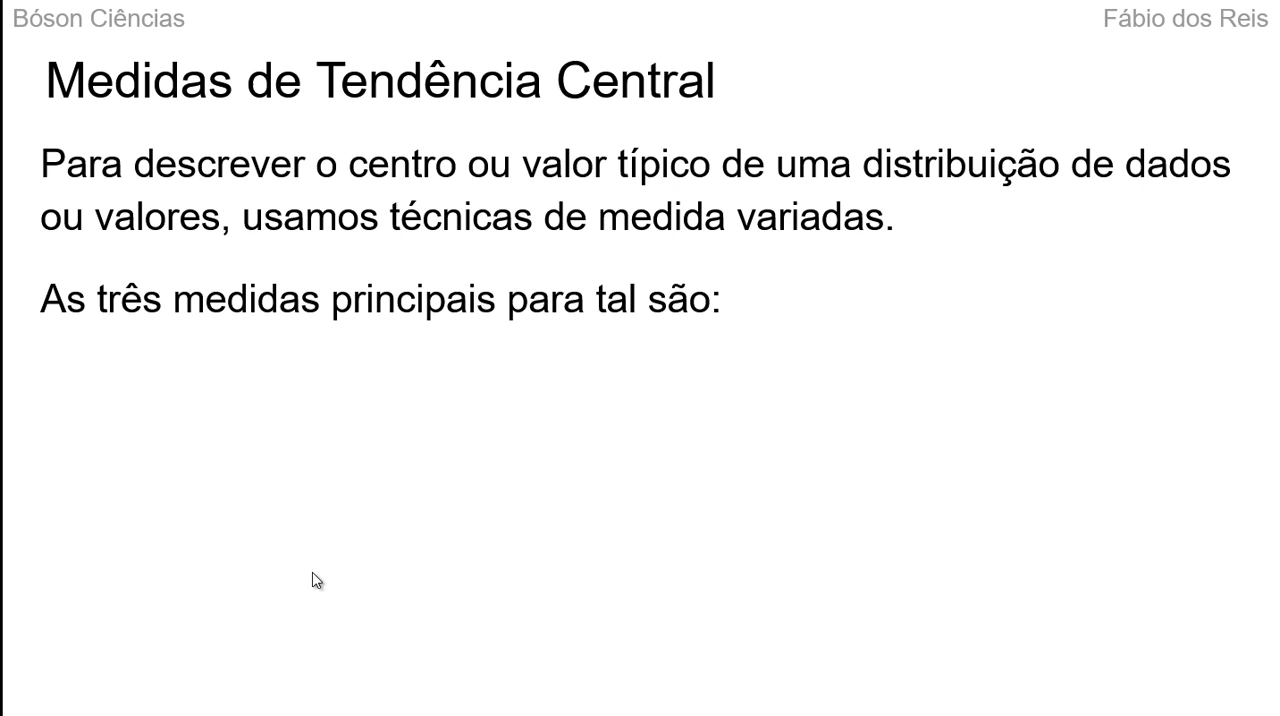 Bóson Ciências
Fábio dos Reis
Medidas de Tendência Central
Para descrever o centro ou valor típico de uma distribuição de dados
ou valores, usamos técnicas de medida variadas.
As três medidas principais para tal são: